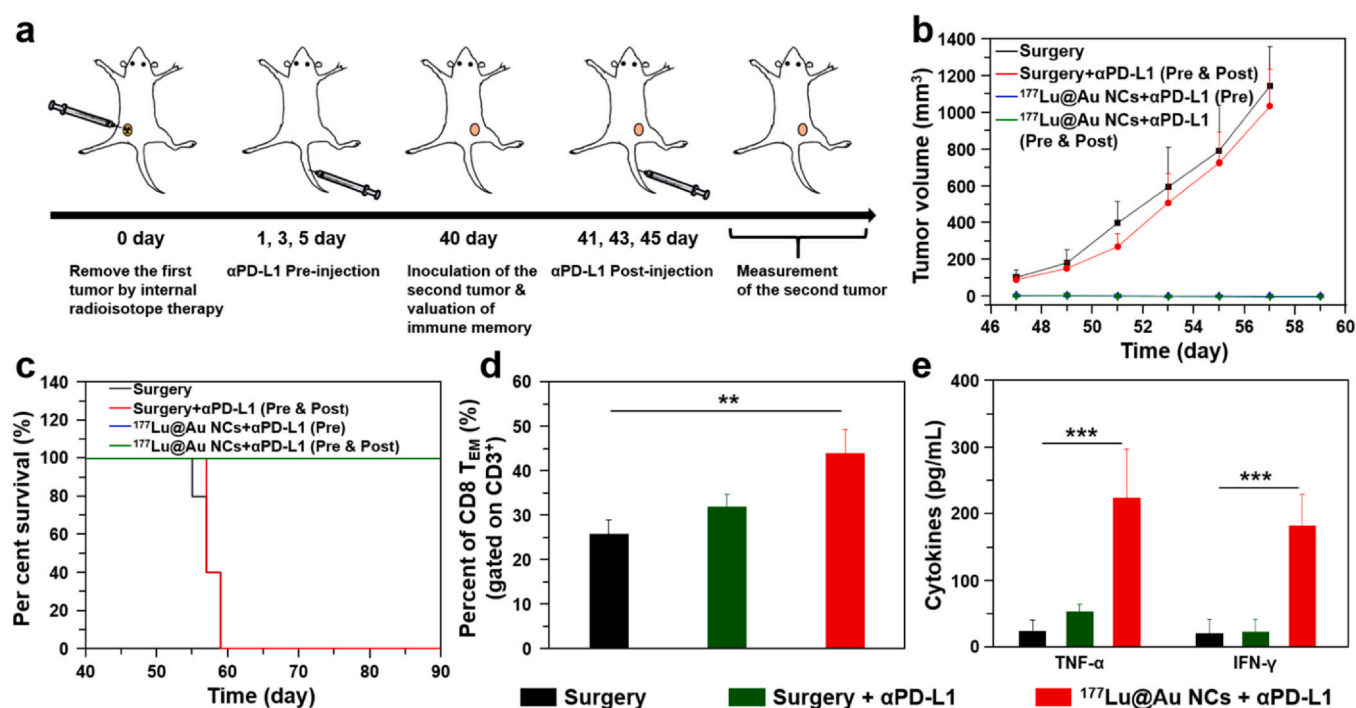 a
0 day
1, 3, 5 day
40 day
41, 43, 45 day
Remove the first
tumor by internal
radioisotope therapy
αPD-L1 Pre-injection
Inoculation of the
second tumor &
valuation of
immune memory
αPD-L1 Post-injection
Measurement
of the second tumor
b
Tumor volume (mm³)
1400
1200
1000
800
600
400
200
0
Surgery
Surgery+αPD-L1 (Pre & Post)
¹⁷⁷Lu@Au NCs+αPD-L1 (Pre)
¹⁷⁷Lu@Au NCs+αPD-L1
(Pre & Post)
46 48 50 52 54 56 58 60
Time (day)
c
Per cent survival (%)
140
120
100
80
60
40
20
0
Surgery
Surgery+αPD-L1 (Pre & Post)
¹⁷⁷Lu@Au NCs+αPD-L1 (Pre)
¹⁷⁷Lu@Au NCs+αPD-L1 (Pre & Post)
40 50 60 70 80 90
Time (day)
d
Percent of CD8 T_EM (%)
(gated on CD3⁺)
60
50
40
30
20
10
0
**
e
Cytokines (pg/mL)
400
300
200
100
0
***
***
TNF-α IFN-γ
Surgery Surgery + αPD-L1 ¹⁷⁷Lu@Au NCs + αPD-L1